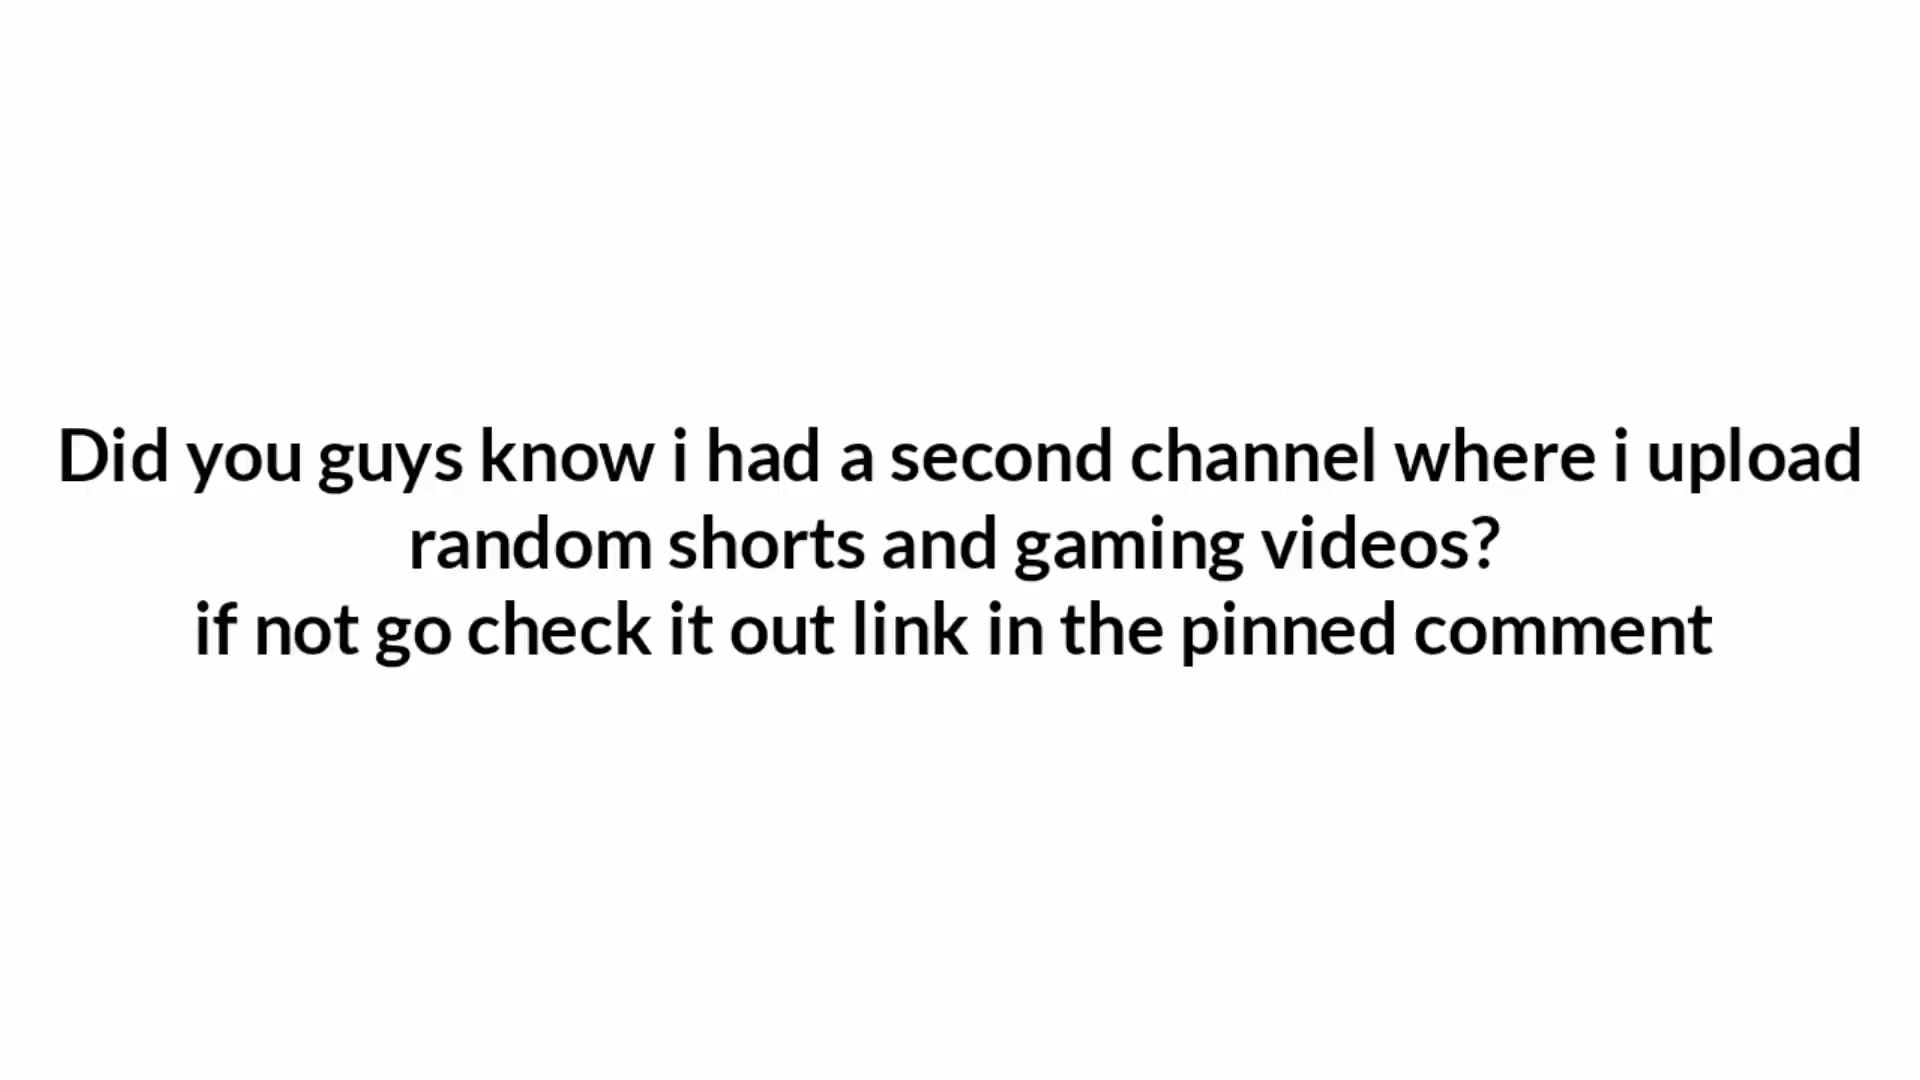 Did you guys know i had a second channel where i upload
random shorts and gaming videos?
if not go check it out link in the pinned comment